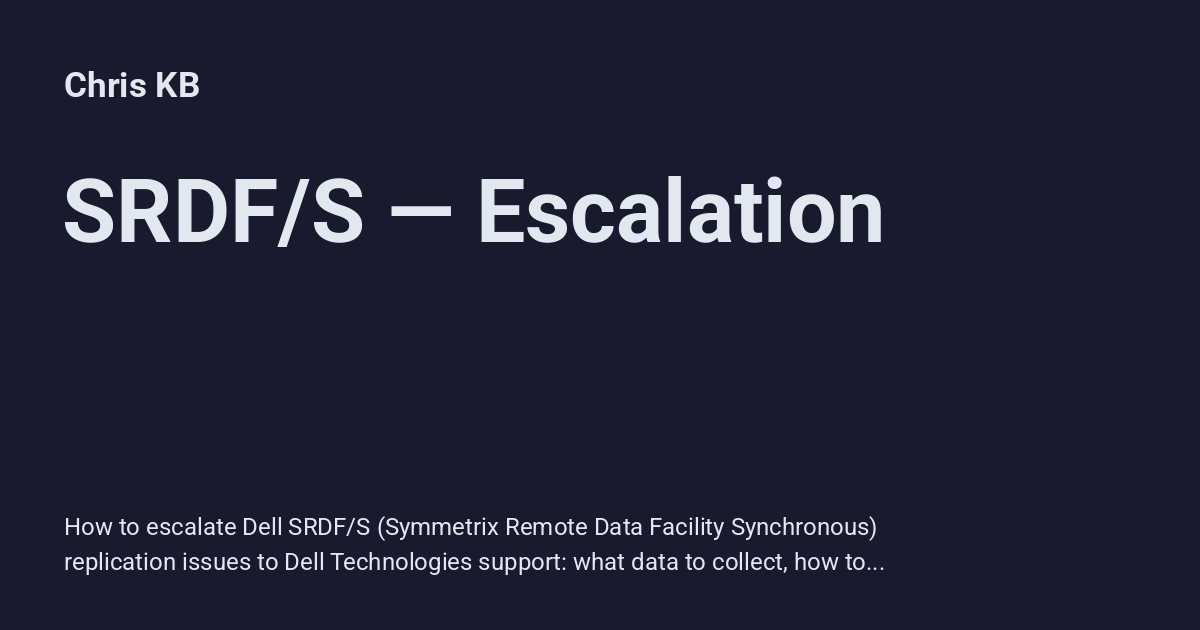 Chris KB
SRDF/S — Escalation
How to escalate Dell SRDF/S (Symmetrix Remote Data Facility Synchronous)
replication issues to Dell Technologies support: what data to collect, how to...